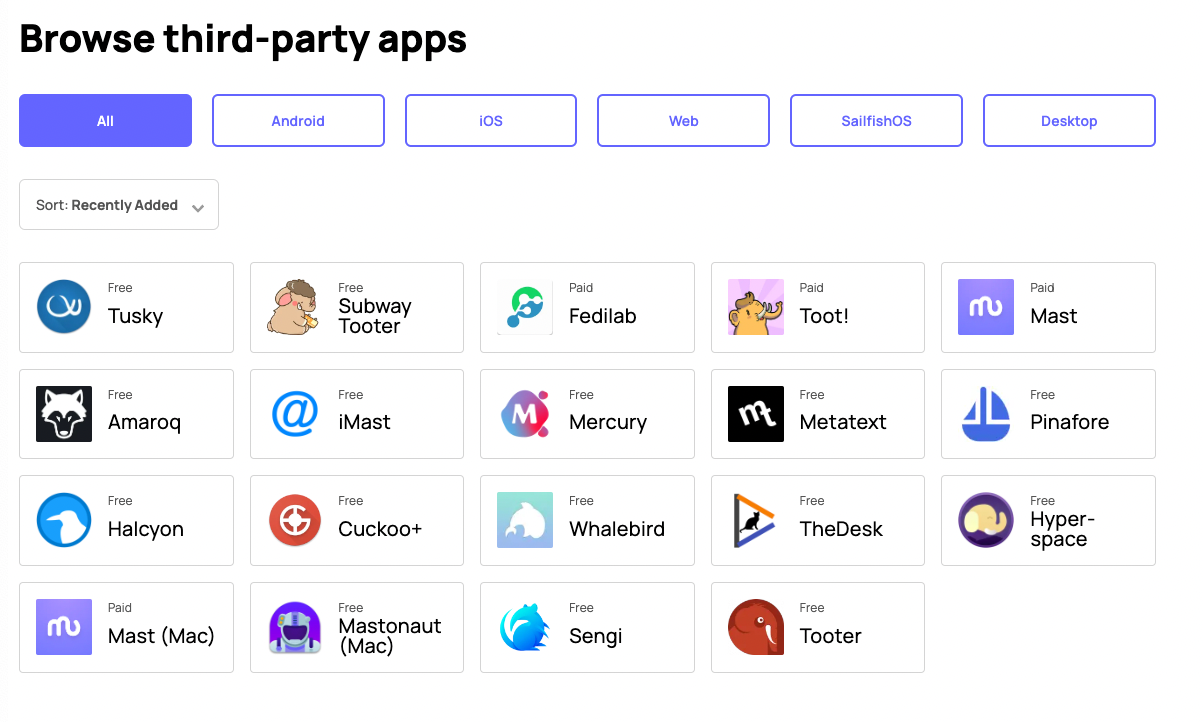 Browse third-party apps
All
Android
iOS
Web
SailfishOS
Desktop
Sort: Recently Added
Free
Tusky
Free
Subway
Tooter
Paid
Fedilab
Paid
Toot!
Paid
Mast
Free
Amaroq
Free
@
iMast
Free
M
Mercury
Free
mt
Metatext
Free
Pinafore
Free
Halcyon
Free
Cuckoo+
Free
Whalebird
Free
TheDesk
Free
Hyper-
space
Paid
Mast (Mac)
Free
Mastonaut
(Mac)
Free
Sengi
Free
Tooter